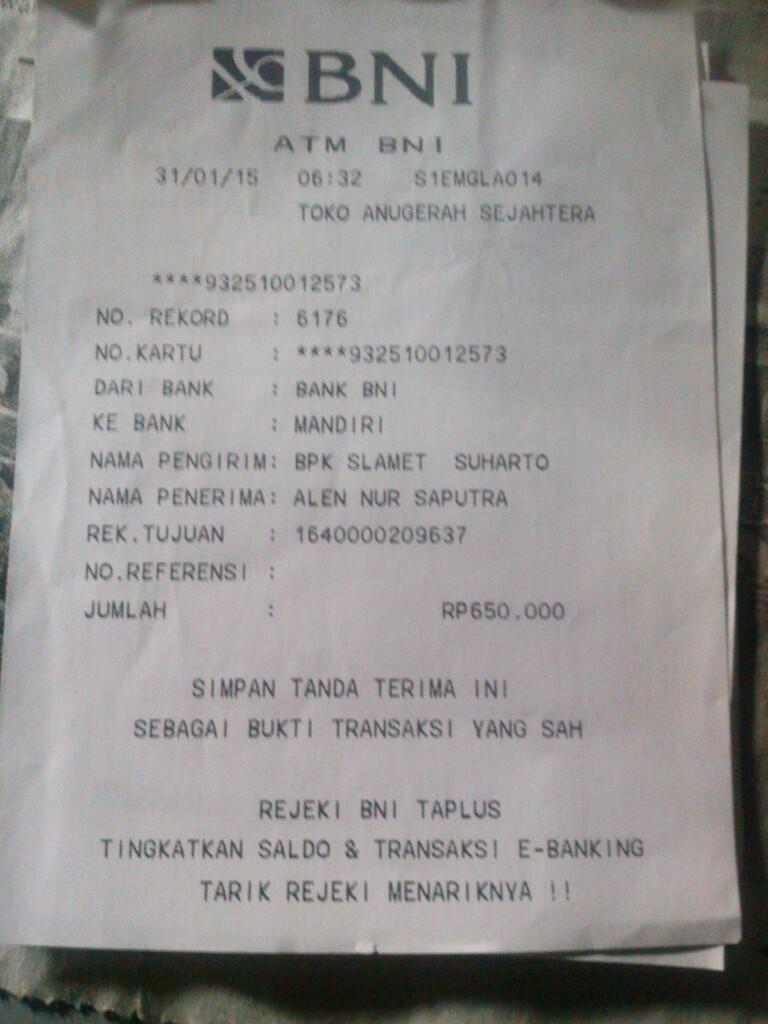 BNI
ATM BNI
31/01/15 06:32 S1EMGLA014
TOKO ANUGERAH SEJAHTERA
****932510012573
NO. REKORD : 6176
NO.KARTU : ****932510012573
DARI BANK : BANK BNI
KE BANK : MANDIRI
NAMA PENGIRIM: BPK SLAMET SUHARTO
NAMA PENERIMA: ALEN NUR SAPUTRA
REK.TUJUAN : 1640000209637
NO.REFERENSI :
JUMLAH : RP650.000
SIMPAN TANDA TERIMA INI
SEBAGAI BUKTI TRANSAKSI YANG SAH
REJEKI BNI TAPLUS
TINGKATKAN SALDO & TRANSAKSI E-BANKING
TARIK REJEKI MENARIKNYA !!